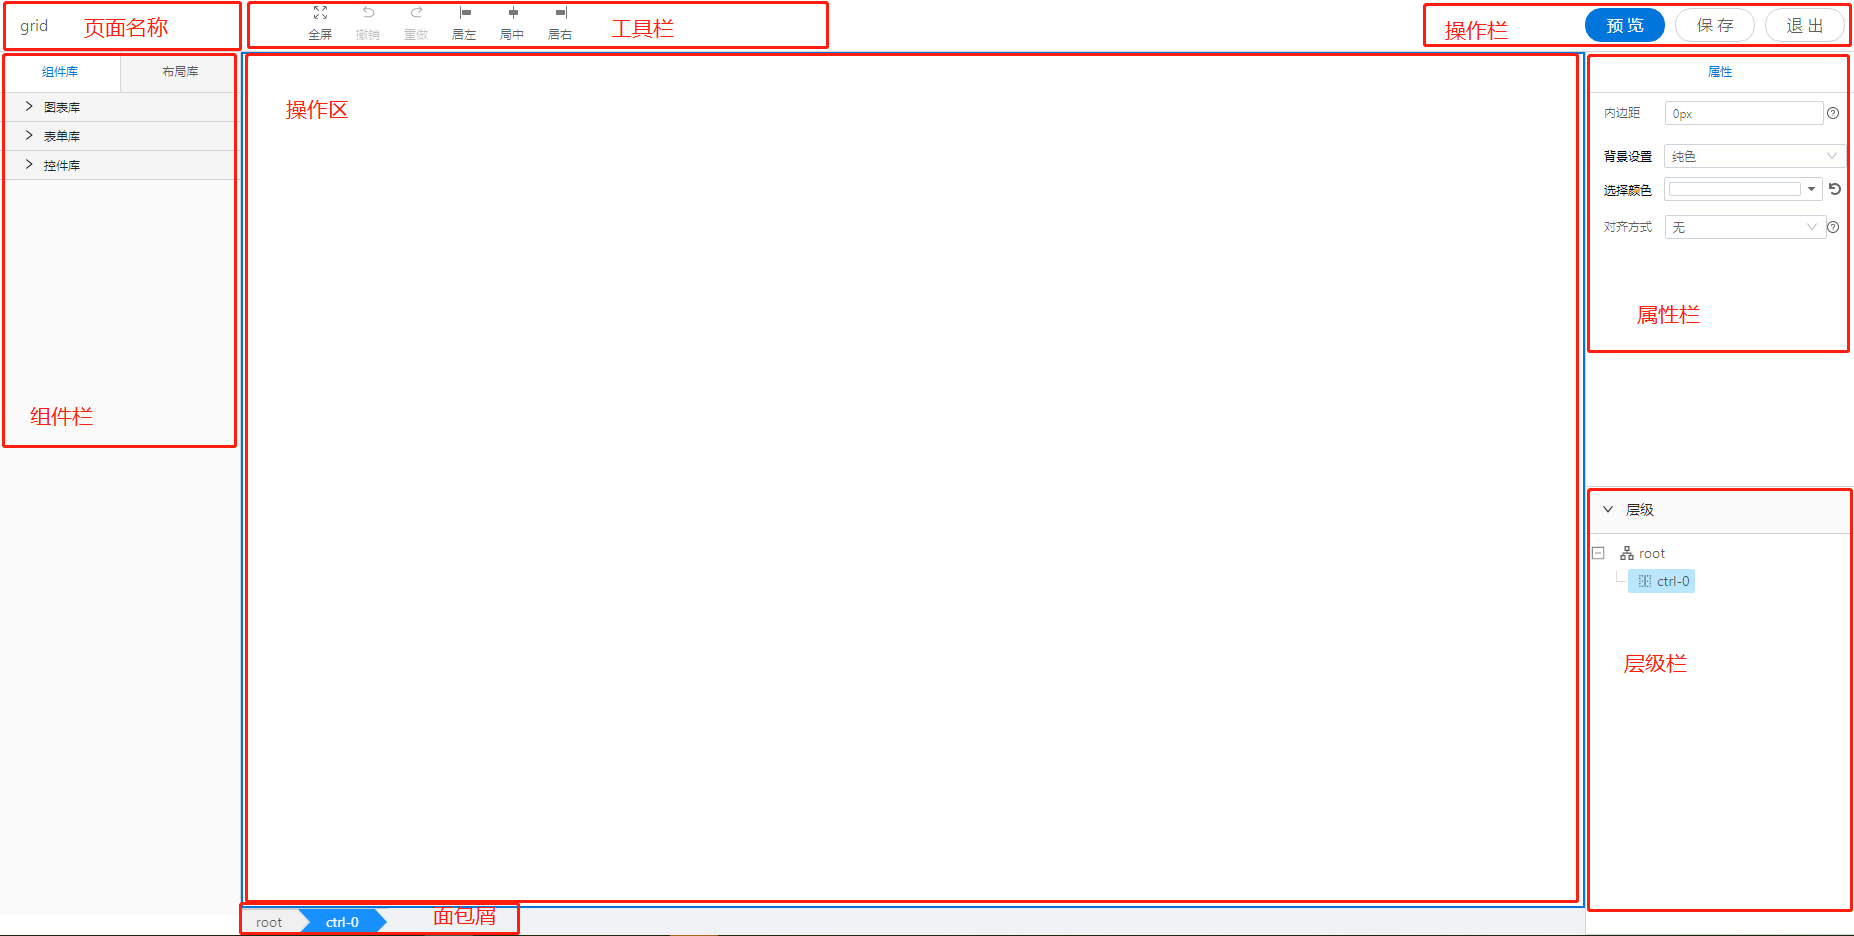 grid 页面名称
全屏 撤销 重做 居左 局中 居右 工具栏
操作栏 预 览 保 存 退 出
组件库 布局库
图表库
表单库
控件库
组件栏
操作区
属性
内边距 0px
背景设置 纯色
选择颜色
对齐方式 无
属性栏
层级
root
ctrl-0
层级栏
root ctrl-0 面包屑